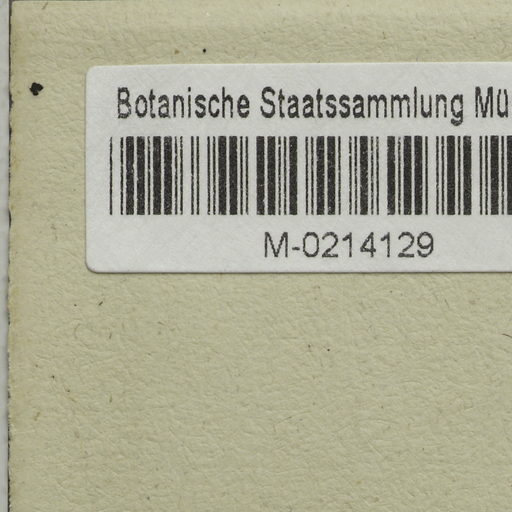 Botanische Staatssammlung Mü
M-0214129